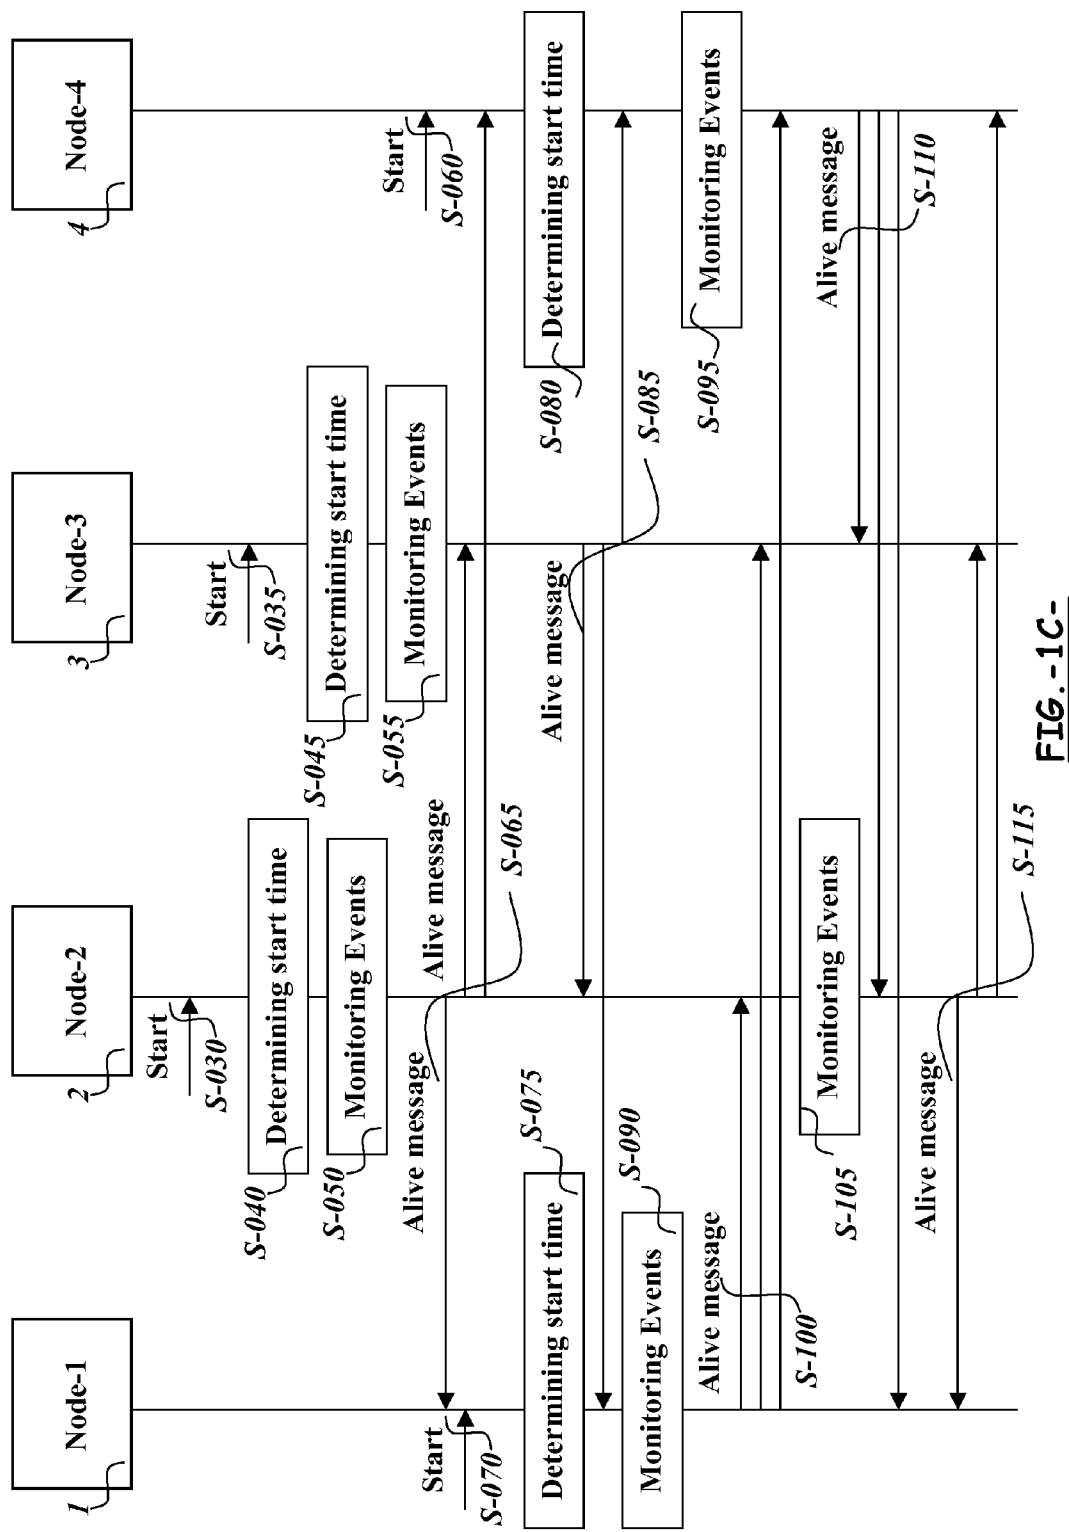 Node-1
1
Node-2
2
Node-3
3
Node-4
4
Start
S-030
Start
S-035
Determining start time
S-040
Determining start time
S-045
Monitoring Events
S-050
Monitoring Events
S-055
Start
S-060
Alive message
Alive message
S-065
Start
S-070
Determining start time
S-075
Determining start time
S-080
Alive message
S-085
Monitoring Events
S-090
Monitoring Events
S-095
Alive message
S-100
Monitoring Events
S-105
Alive message
S-110
Alive message
S-115
FIG.-1C-